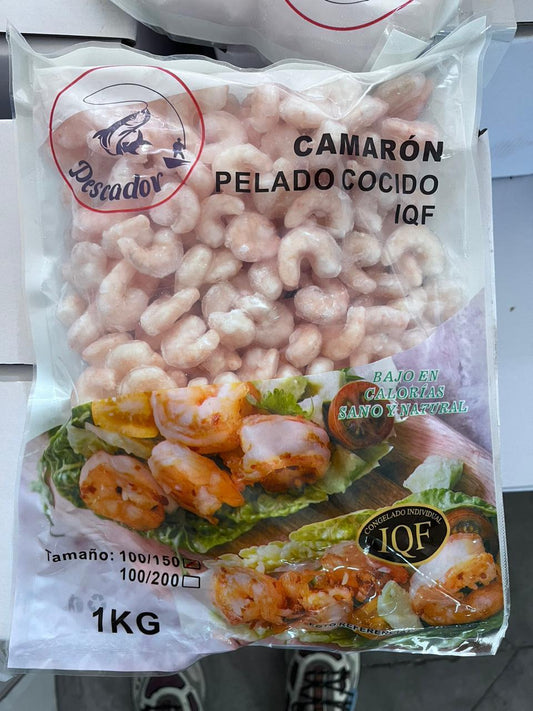 Pescador
CAMARÓN
PELADO COCIDO
IQF
BAJO EN
CALORÍAS
SANO Y NATURAL
CONGELADO INDIVIDUAL
IQF
Tamaño: 100/150
100/200
1KG